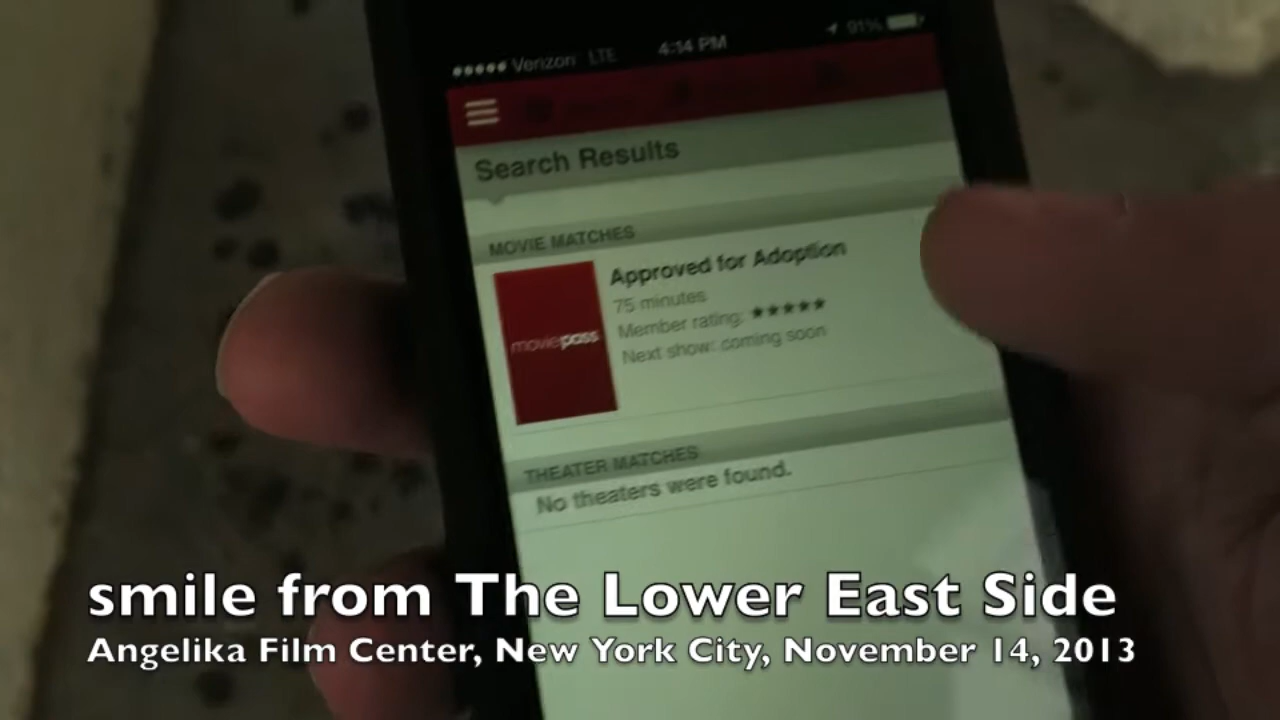 Verizon LTE 4:14 PM 91%
Search Results
MOVIE MATCHES
moviepass
Approved for Adoption
75 minutes
Member rating: ★★★★★
Next show: coming soon
THEATER MATCHES
No theaters were found.
smile from The Lower East Side
Angelika Film Center, New York City, November 14, 2013